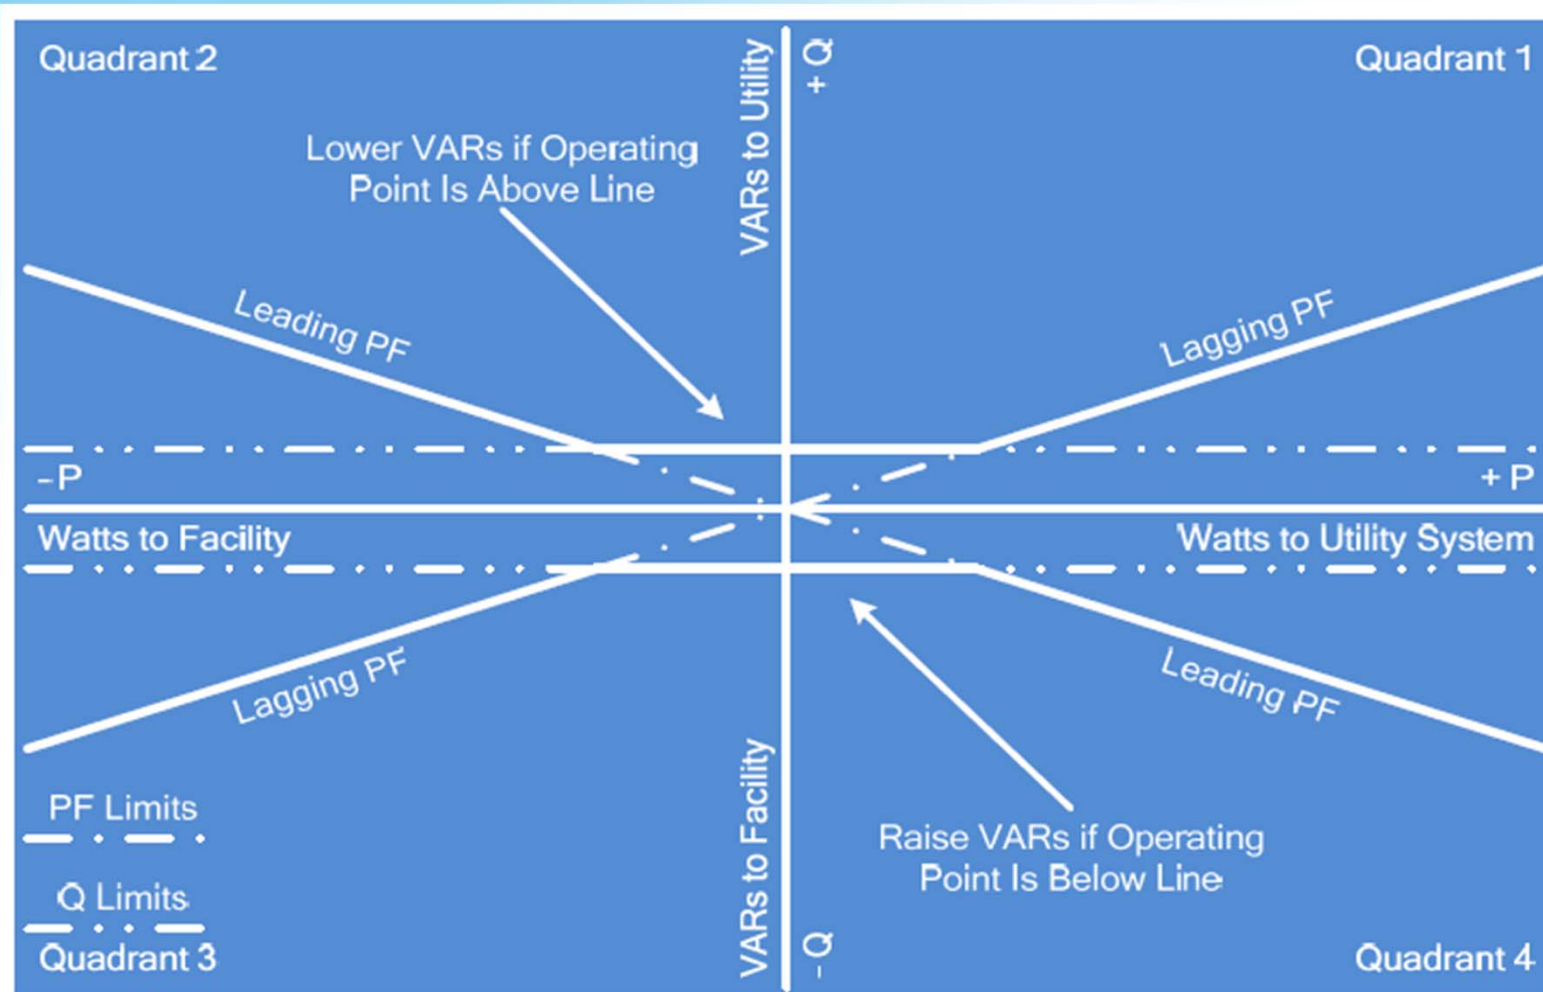 Quadrant 2
Quadrant 1
VARs to Utility
+ Q
Lower VARs if Operating
Point Is Above Line
Leading PF
Lagging PF
–P
+ P
Watts to Facility
Watts to Utility System
Lagging PF
Leading PF
PF Limits
Q Limits
Quadrant 3
VARs to Facility
– Q
Raise VARs if Operating
Point Is Below Line
Quadrant 4